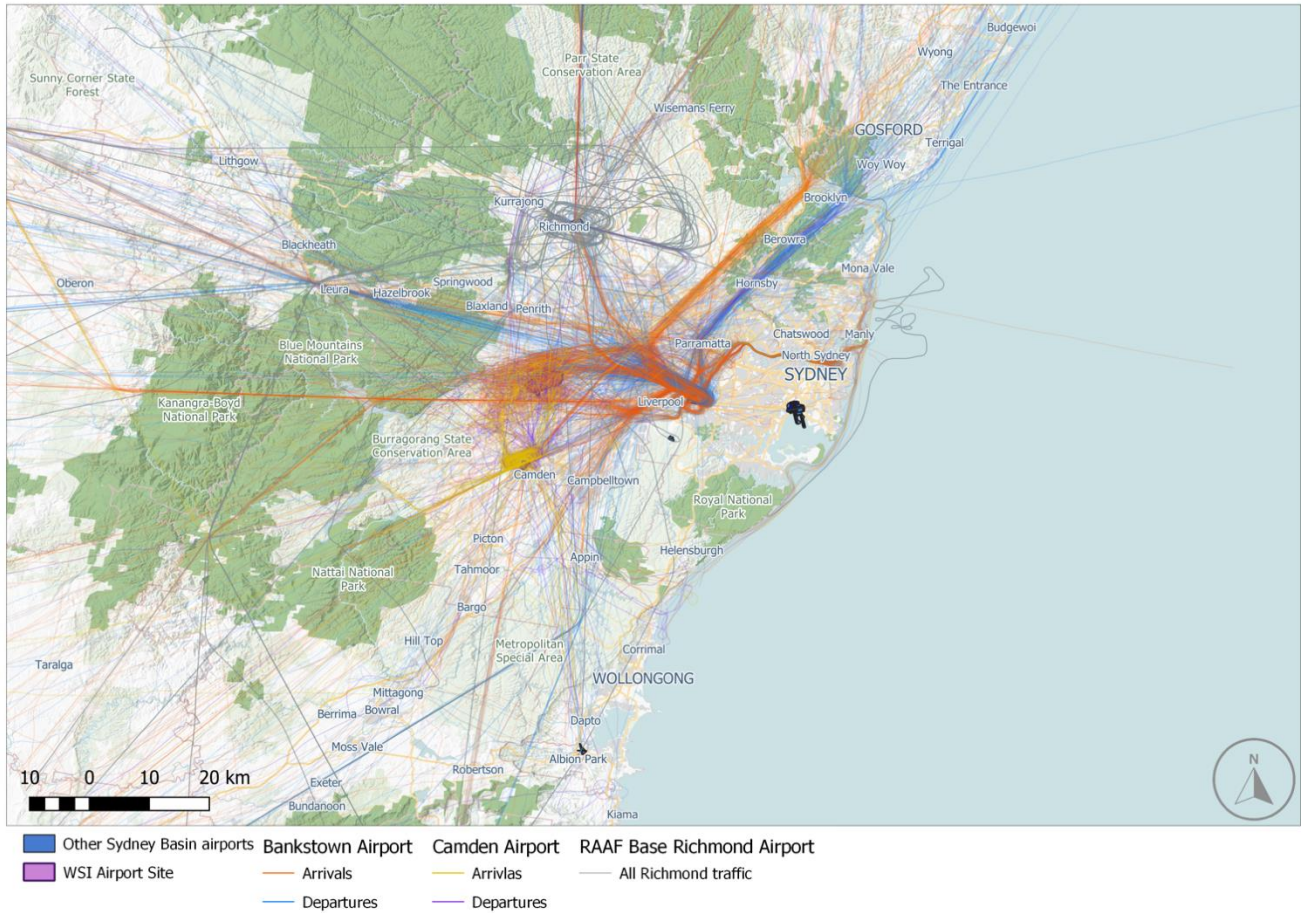 Budgewoi
Wyong
Parr State
Conservation Area
Sunny Corner State
Forest
The Entrance
Wisemans Ferry
GOSFORD
Terrigal
Lithgow
Woy Woy
Kurrajong
Brooklyn
Richmond
Blackheath
Berowra
Mona Vale
Oberon
Leura
Hazelbrook
Springwood
Hornsby
Blaxland
Penrith
Chatswood
Manly
Blue Mountains
National Park
Parramatta
North Sydney
SYDNEY
Kanangra-Boyd
National Park
Liverpool
Burragorang State
Conservation Area
Camden
Campbelltown
Royal National
Park
Picton
Appin
Helensburgh
Nattai National
Park
Tahmoor
Bargo
Hill Top
Metropolitan
Special Area
Corrimal
Taralga
WOLLONGONG
Mittagong
Berrima
Bowral
Dapto
Moss Vale
Albion Park
Robertson
Exeter
Bundanoon
Kiama
10 0 10 20 km
N
Other Sydney Basin airports
WSI Airport Site
Bankstown Airport
Arrivals
Departures
Camden Airport
Arrivlas
Departures
RAAF Base Richmond Airport
All Richmond traffic